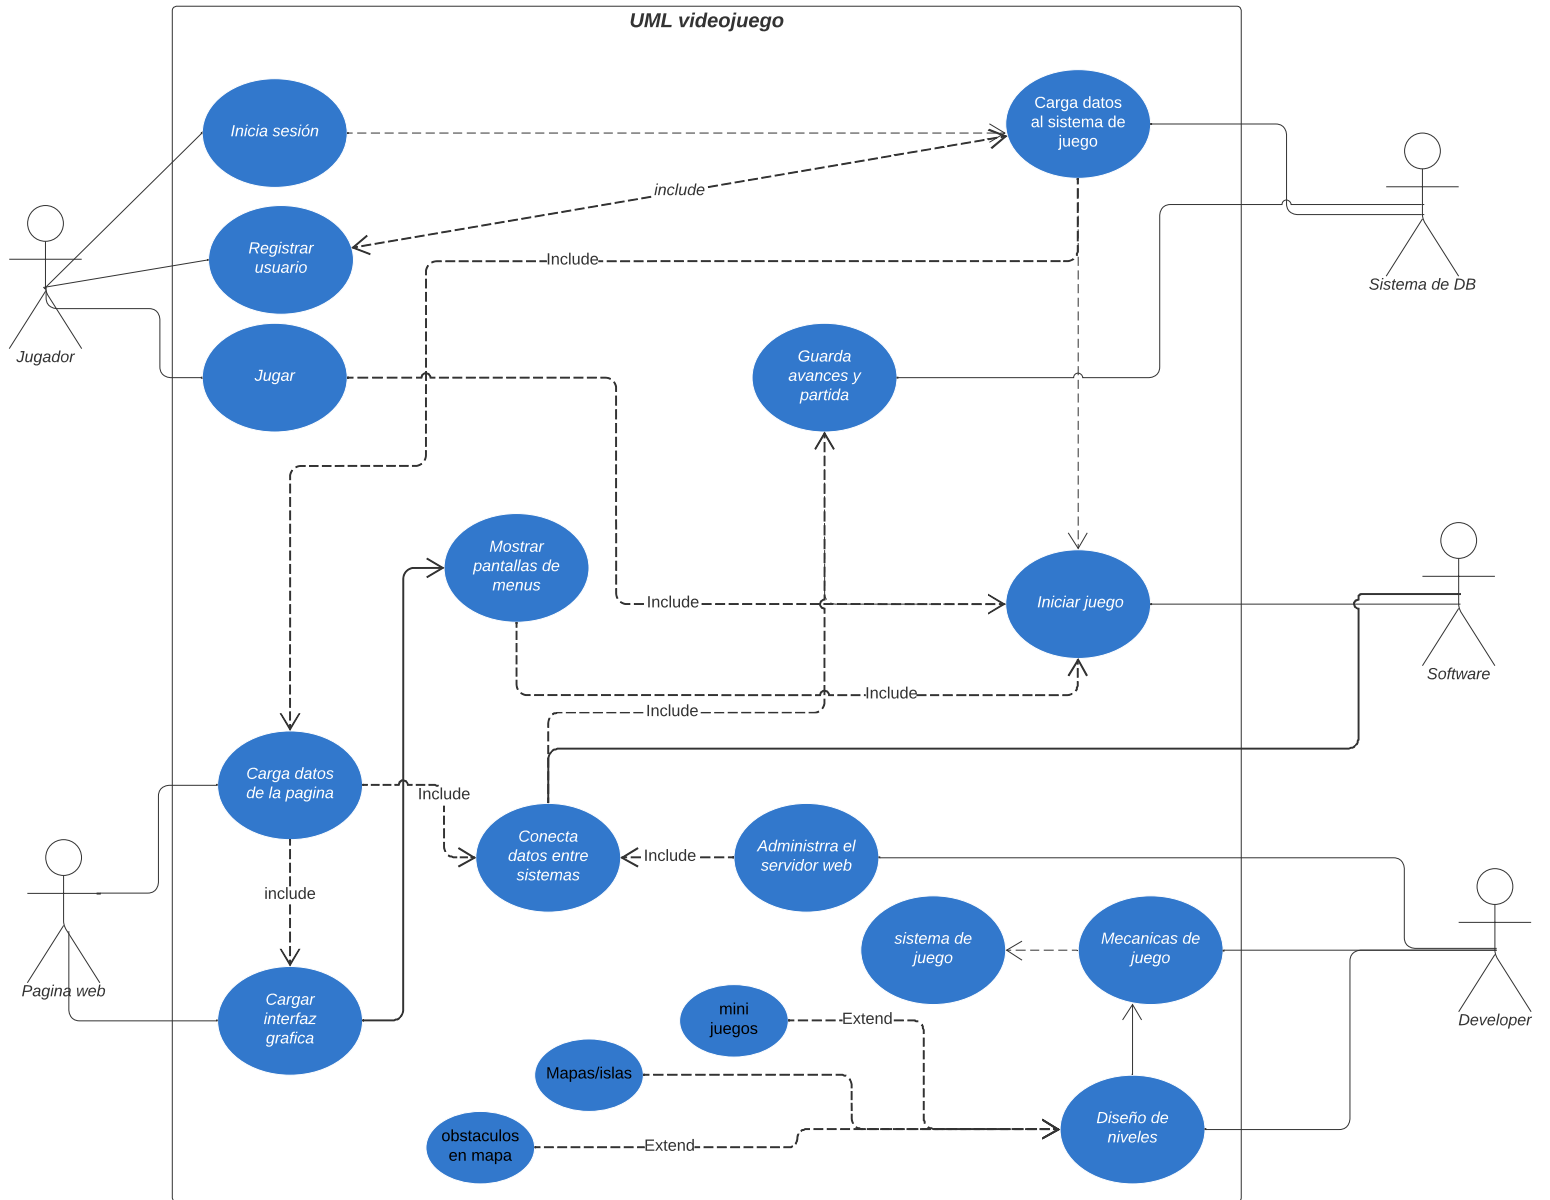 UML videojuego
Inicia sesión
Carga datos
al sistema de
juego
include
Registrar
usuario
Include
Sistema de DB
Jugador
Jugar
Guarda
avances y
partida
Mostrar
pantallas de
menus
Include
Iniciar juego
Software
Include
Include
Carga datos
de la pagina
Include
Conecta
datos entre
sistemas
Include
Administrra el
servidor web
include
sistema de
juego
Mecanicas de
juego
Pagina web
Cargar
interfaz
grafica
mini
juegos
Extend
Developer
Mapas/islas
Diseño de
niveles
obstaculos
en mapa
Extend